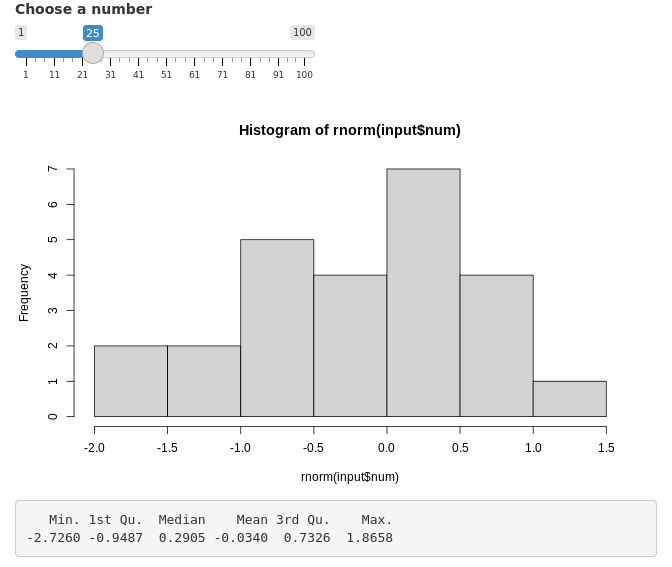 Choose a number
1 25 100
1 11 21 31 41 51 61 71 81 91 100
Histogram of rnorm(input$num)
Frequency
7
6
5
4
3
2
1
0
-2.0 -1.5 -1.0 -0.5 0.0 0.5 1.0 1.5
rnorm(input$num)
Min. 1st Qu. Median Mean 3rd Qu. Max.
-2.7260 -0.9487 0.2905 -0.0340 0.7326 1.8658